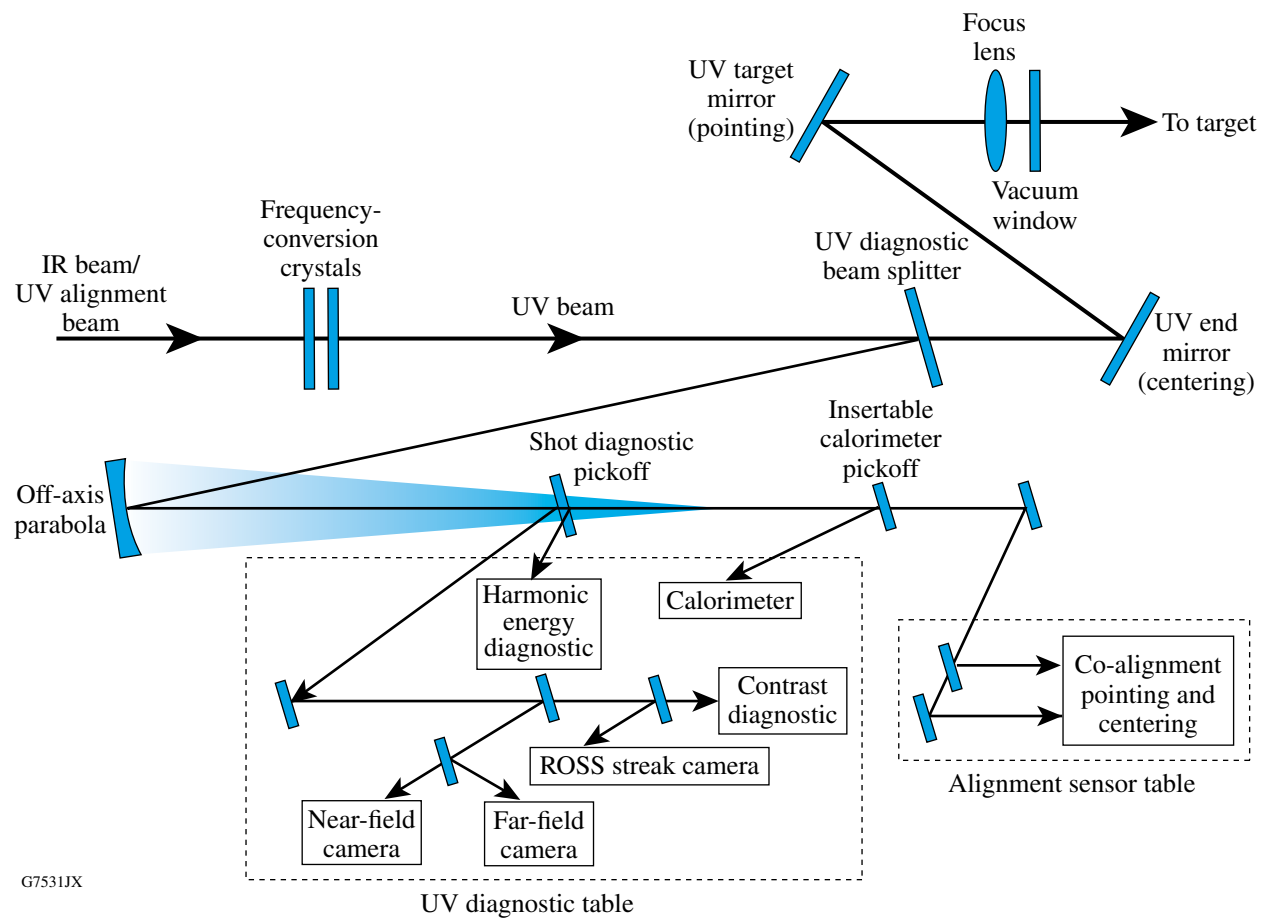 Focus
lens
UV target
mirror
(pointing)
To target
Vacuum
window
Frequency-
conversion
crystals
UV diagnostic
beam splitter
IR beam/
UV alignment
beam
UV beam
UV end
mirror
(centering)
Insertable
calorimeter
pickoff
Shot diagnostic
pickoff
Off-axis
parabola
Harmonic
energy
diagnostic
Calorimeter
Co-alignment
pointing and
centering
Contrast
diagnostic
ROSS streak camera
Alignment sensor table
Near-field
camera
Far-field
camera
G7531JX
UV diagnostic table